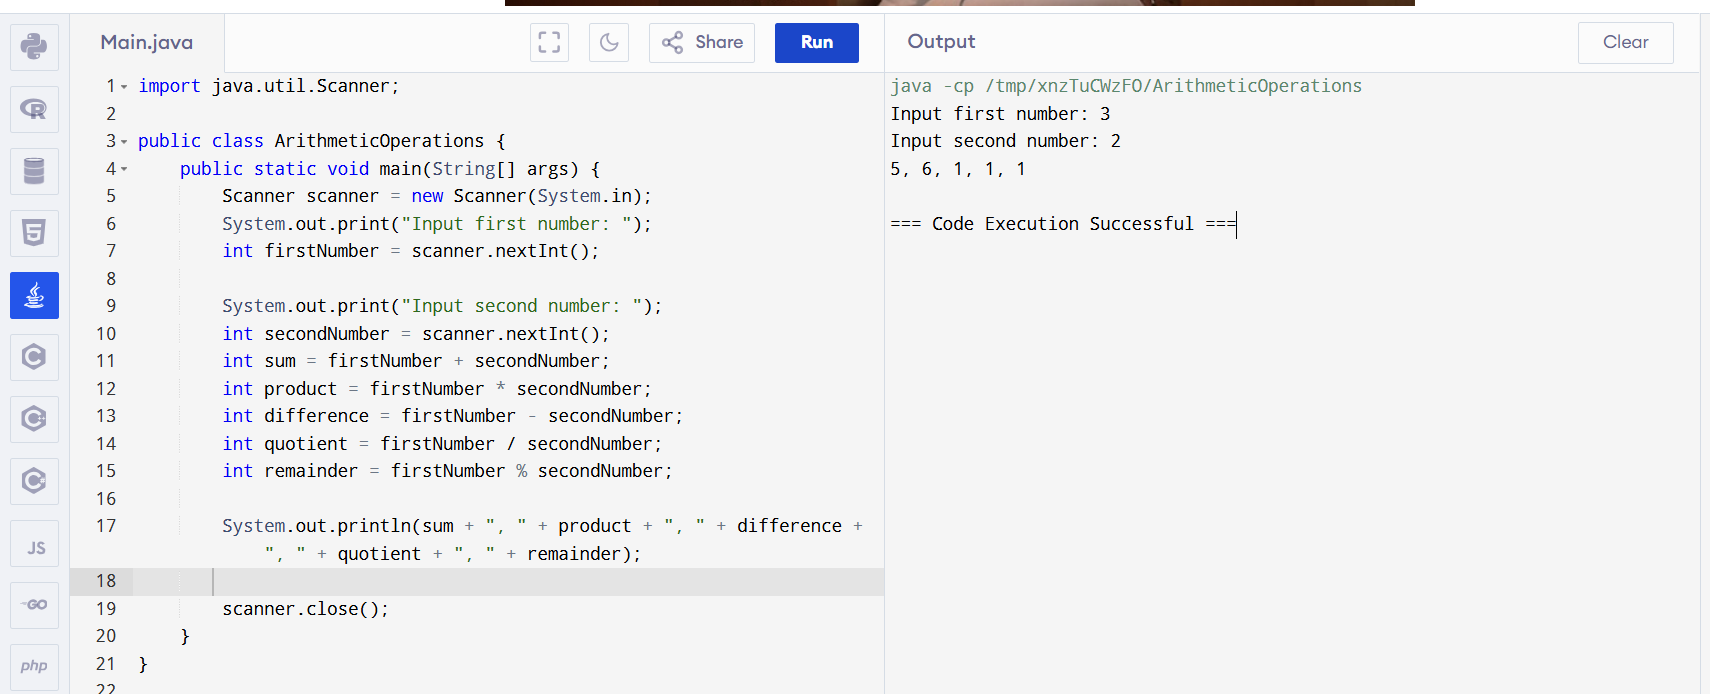 Main.java
Share
Run
Output
Clear
1 import java.util.Scanner;
2
3 public class ArithmeticOperations {
4 public static void main(String[] args) {
5 Scanner scanner = new Scanner(System.in);
6 System.out.print("Input first number: ");
7 int firstNumber = scanner.nextInt();
8
9 System.out.print("Input second number: ");
10 int secondNumber = scanner.nextInt();
11 int sum = firstNumber + secondNumber;
12 int product = firstNumber * secondNumber;
13 int difference = firstNumber - secondNumber;
14 int quotient = firstNumber / secondNumber;
15 int remainder = firstNumber % secondNumber;
16
17 System.out.println(sum + ", " + product + ", " + difference +
", " + quotient + ", " + remainder);
18
19 scanner.close();
20 }
21 }
22
java -cp /tmp/xnzTuCWzFO/ArithmeticOperations
Input first number: 3
Input second number: 2
5, 6, 1, 1, 1
=== Code Execution Successful ===
R
5
C
C
C
JS
GO
php